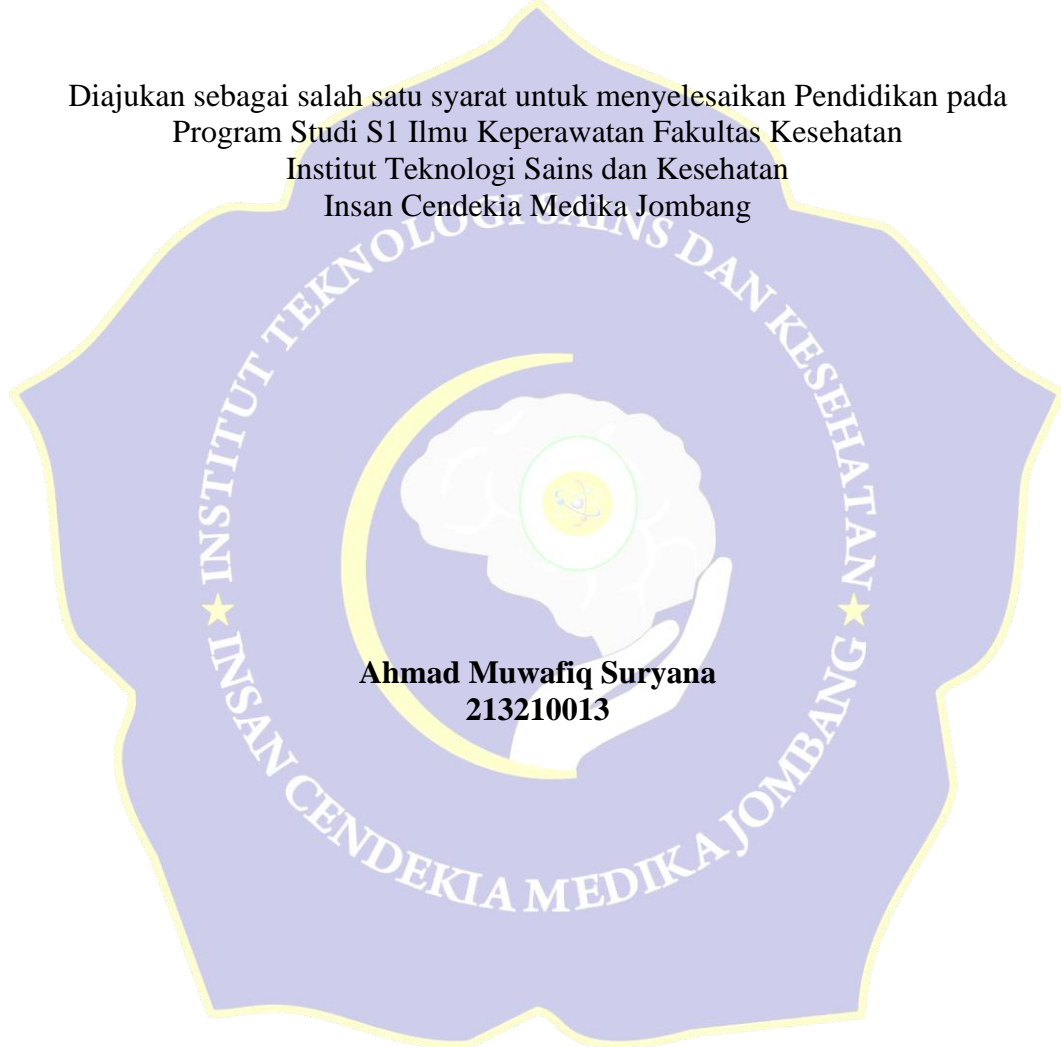 Diajukan sebagai salah satu syarat untuk menyelesaikan Pendidikan pada
Program Studi S1 Ilmu Keperawatan Fakultas Kesehatan
Institut Teknologi Sains dan Kesehatan
Insan Cendekia Medika Jombang
INSTITUT TEKNOLOGI SAINS DAN KESEHATAN
Ahmad Muwafiq Suryana
213210013
INSAN CENDEKIA MEDIKA JOMBANG